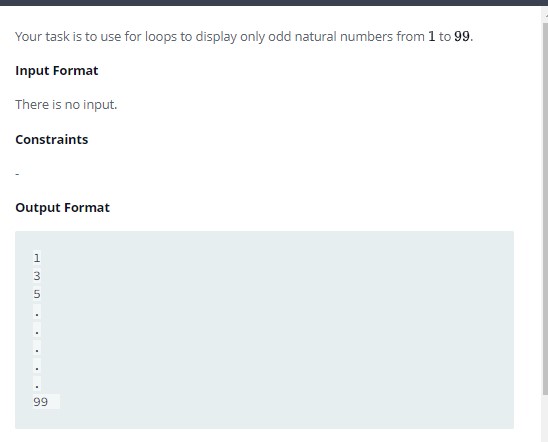 Your task is to use for loops to display only odd natural numbers from 1 to 99.
Input Format
There is no input.
Constraints
-
Output Format
1
3
5
.
.
.
.
.
99